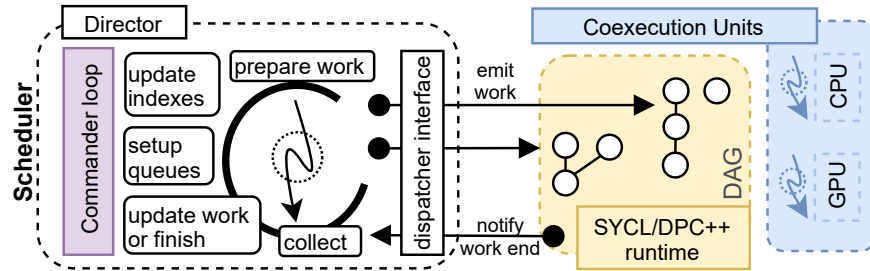 Scheduler
Director
Commander loop
update
indexes
setup
queues
update work
or finish
prepare work
collect
dispatcher interface
emit
work
notify
work end
Coexecution Units
DAG
SYCL/DPC++
runtime
CPU
GPU